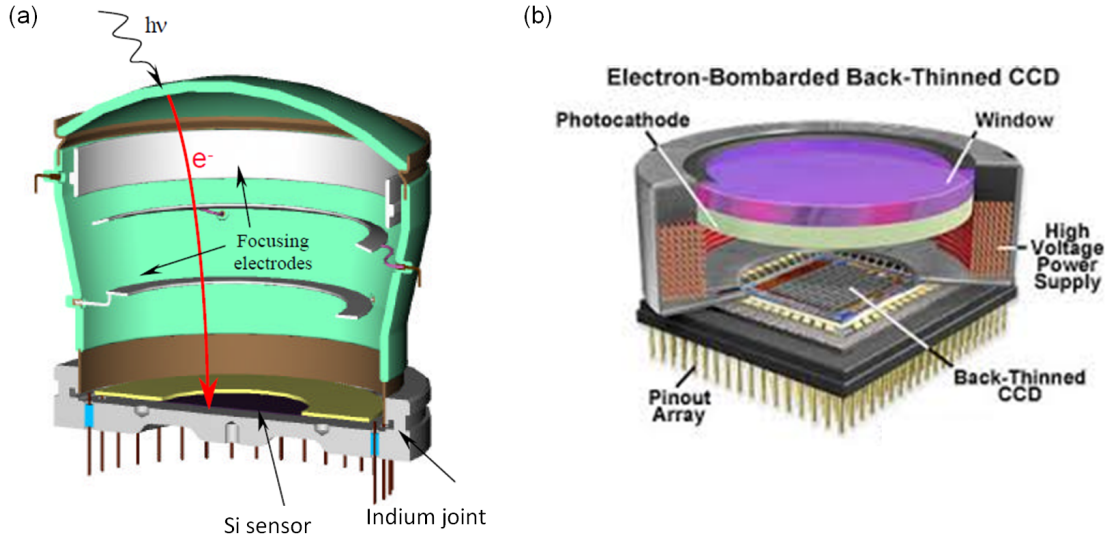 (a)
hν
e-
Focusing
electrodes
Si sensor
Indium joint
(b)
Electron-Bombarded Back-Thinned CCD
Photocathode
Window
High
Voltage
Power
Supply
Back-Thinned
CCD
Pinout
Array